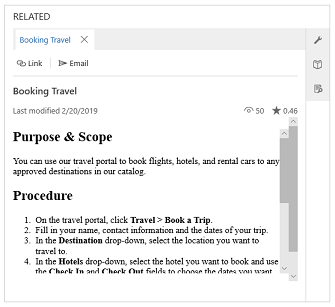 RELATED
Booking Travel
Link Email
Booking Travel
Last modified 2/20/2019 50 0.46
Purpose & Scope
You can use our travel portal to book flights, hotels, and rental cars to any
approved destinations in our catalog.
Procedure
1. On the travel portal, click Travel > Book a Trip.
2. Fill in your name, contact information and the dates of your trip.
3. In the Destination drop-down, select the location you want to
travel to.
4. In the Hotels drop-down, select the hotel you want to book and use
the Check In and Check Out fields to choose the dates you want